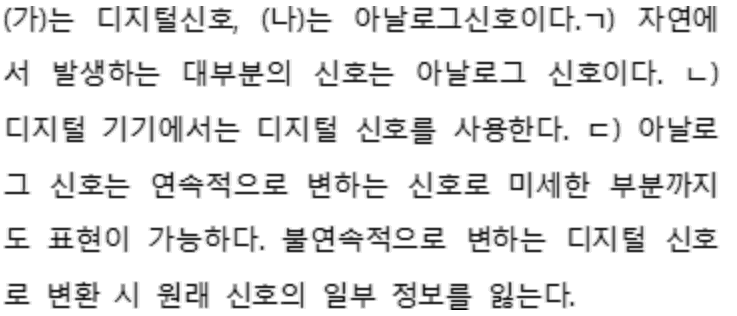 (가)는 디지털신호, (나)는 아날로그신호이다.ㄱ) 자연에
서 발생하는 대부분의 신호는 아날로그 신호이다. ㄴ)
디지털 기기에서는 디지털 신호를 사용한다. ㄷ) 아날로
그 신호는 연속적으로 변하는 신호로 미세한 부분까지
도 표현이 가능하다. 불연속적으로 변하는 디지털 신호
로 변환 시 원래 신호의 일부 정보를 잃는다.